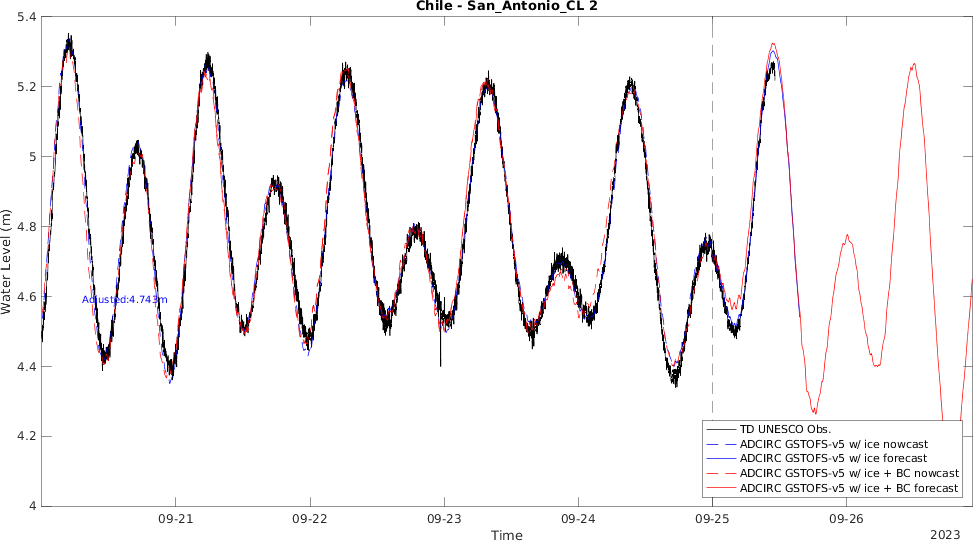 Chile - San_Antonio_CL 2
5.4
5.2
5
4.8
4.6
4.4
4.2
4
Water Level (m)
Adjusted:4.743m
TD UNESCO Obs.
ADCIRC GSTOFS-v5 w/ ice nowcast
ADCIRC GSTOFS-v5 w/ ice forecast
ADCIRC GSTOFS-v5 w/ ice + BC nowcast
ADCIRC GSTOFS-v5 w/ ice + BC forecast
09-21 09-22 09-23 09-24 09-25 09-26
Time
2023